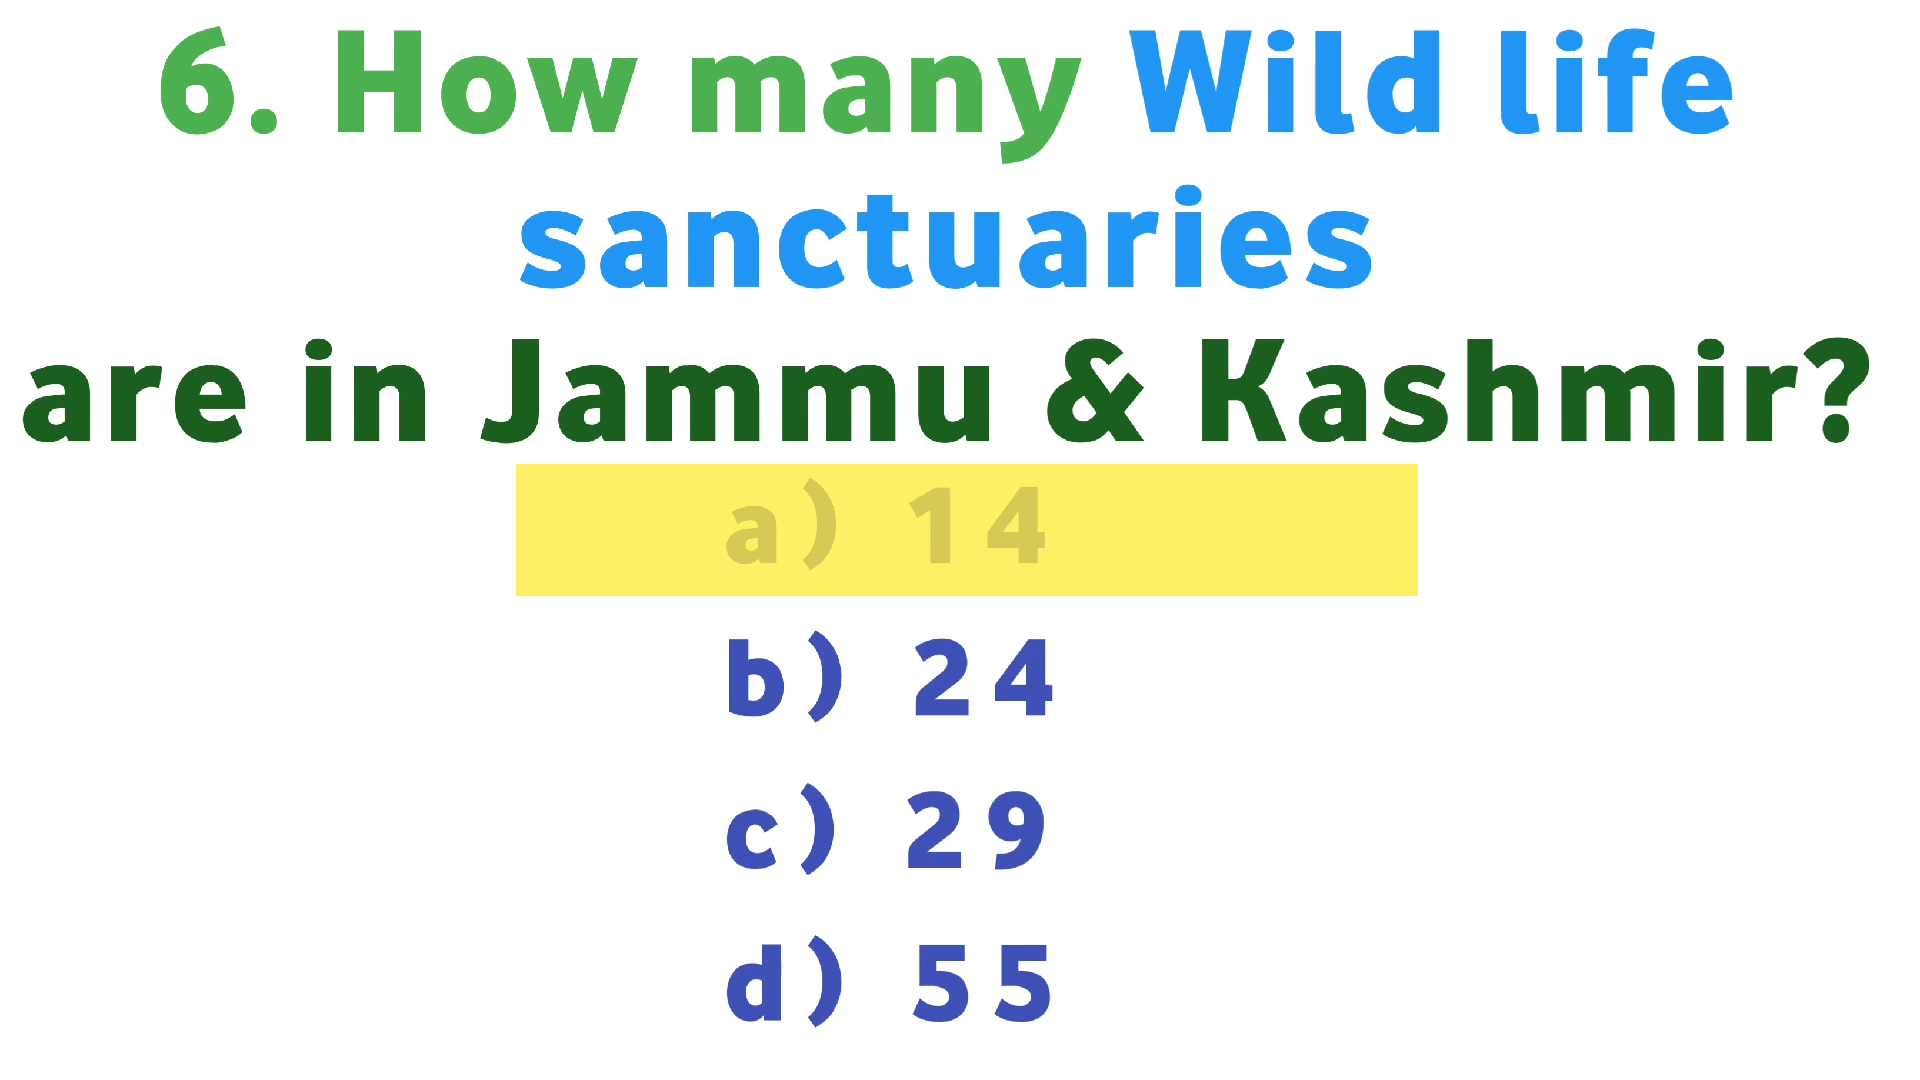 6. How many Wild life
sanctuaries
are in Jammu & Kashmir?
a) 14
b) 24
c) 29
d) 55